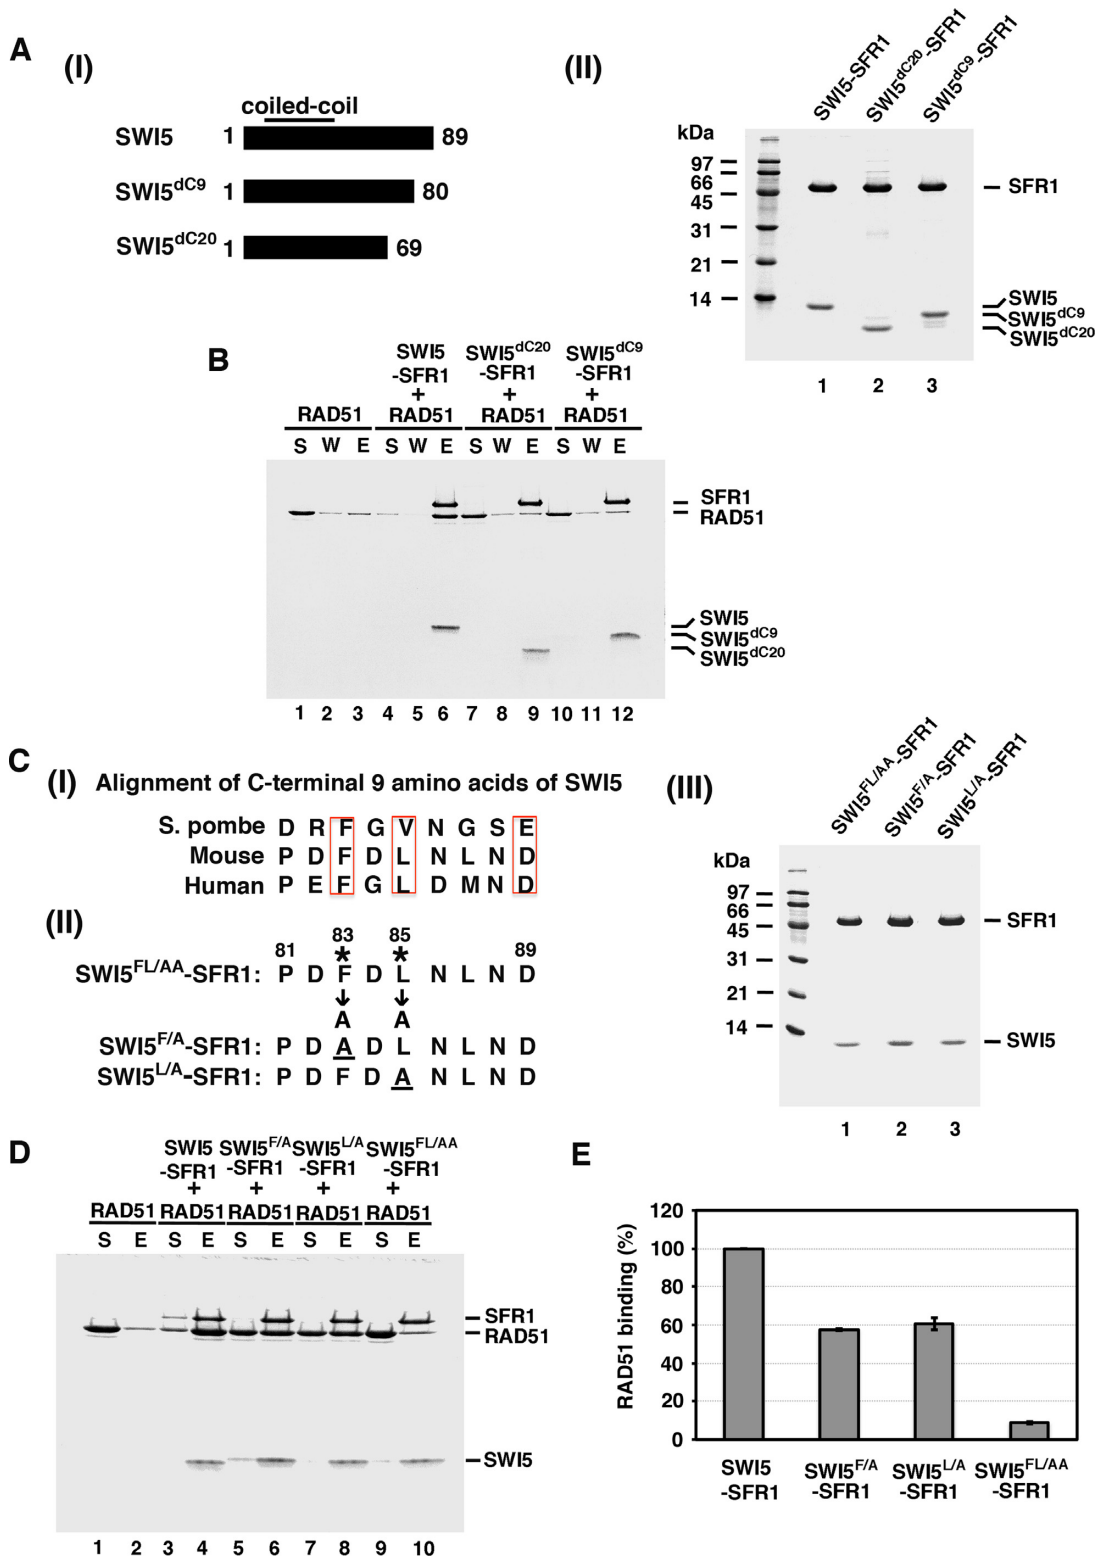 A
(I)
coiled-coil
SWI5 1 89
SWI5dC9 1 80
SWI5dC20 1 69
(II)
SWI5-SFR1
SWI5dC20-SFR1
SWI5dC9-SFR1
kDa
97
66
45
31
21
14
SFR1
SWI5
SWI5dC9
SWI5dC20
1 2 3
B
SWI5 -SFR1 + RAD51
SWI5dC20 -SFR1 + RAD51
SWI5dC9 -SFR1 + RAD51
RAD51
S W E S W E S W E S W E
SFR1
RAD51
SWI5
SWI5dC9
SWI5dC20
1 2 3 4 5 6 7 8 9 10 11 12
C
(I) Alignment of C-terminal 9 amino acids of SWI5
S. pombe D R F G V N G S E
Mouse P D F D L N L N D
Human P E F G L D M N D
(II)
81 83 85 89
* *
SWI5FL/AA-SFR1: P D F D L N L N D
↓ ↓
A A
SWI5F/A-SFR1: P D A D L N L N D
SWI5L/A-SFR1: P D F D A N L N D
(III)
SWI5FL/AA-SFR1
SWI5F/A-SFR1
SWI5L/A-SFR1
kDa
97
66
45
31
21
14
SFR1
SWI5
1 2 3
D
SWI5 -SFR1 + RAD51
SWI5F/A -SFR1 + RAD51
SWI5L/A -SFR1 + RAD51
SWI5FL/AA -SFR1 + RAD51
RAD51
S E S E S E S E S E
SFR1
RAD51
SWI5
1 2 3 4 5 6 7 8 9 10
E
RAD51 binding (%)
120
100
80
60
40
20
0
SWI5 -SFR1
SWI5F/A -SFR1
SWI5L/A -SFR1
SWI5FL/AA -SFR1